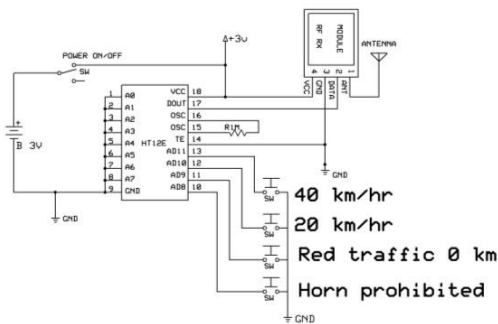 △+3v
MODULE
RF RX
ANTENNA
POWER ON/OFF
SW
VCC GND DATA ANT
4 3 2 1
1 A0 VCC 18
2 A1 DOUT 17
3 A2 OSC 16
4 A3 OSC 15 R1M
5 A4 HT12E TE 14
6 A5 AD11 13
7 A6 AD10 12
8 A7 AD9 11
9 GND AD8 10
+
B 3V
GND
GND
SW 40 km/hr
SW 20 km/hr
SW Red traffic 0 km
SW Horn prohibited
GND